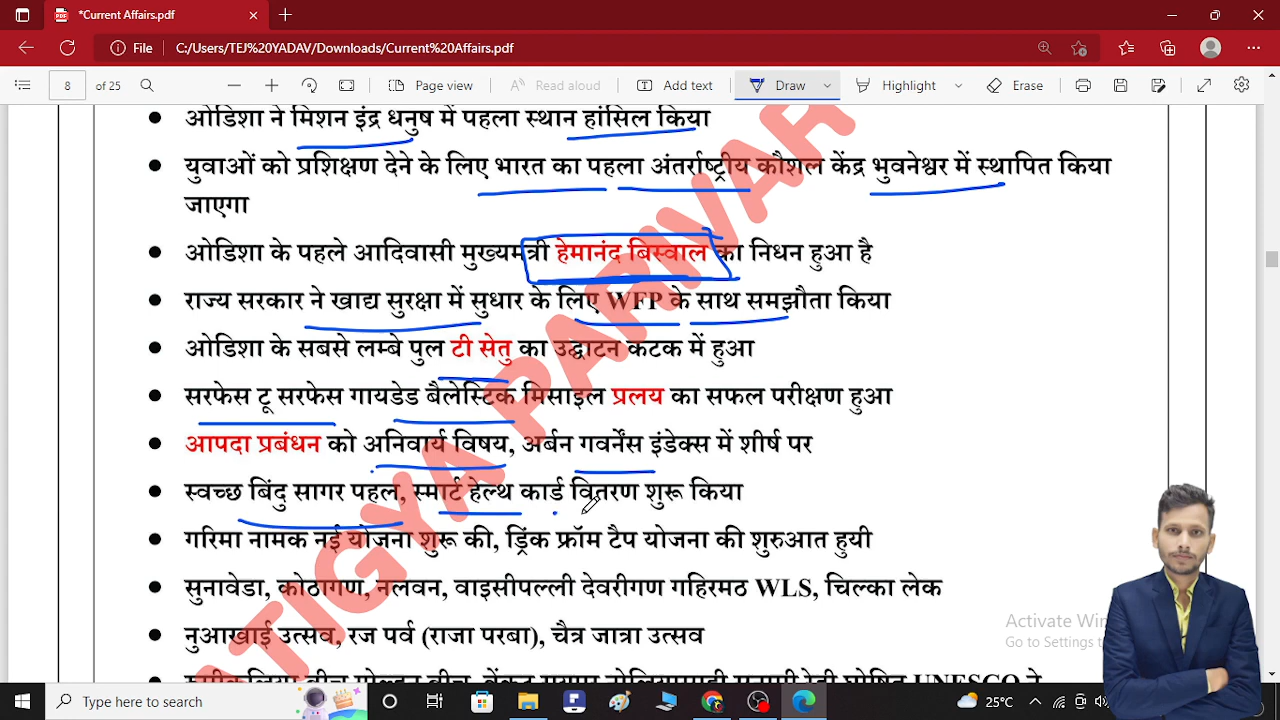 *Current Affairs.pdf
File C:/Users/TEJ%20YADAV/Downloads/Current%20Affairs.pdf
8 of 25 Page view Read aloud Add text Draw Highlight Erase
ओडिशा ने मिशन इंद्र धनुष में पहला स्थान हांसिल किया
युवाओं को प्रशिक्षण देने के लिए भारत का पहला अंतर्राष्ट्रीय कौशल केंद्र भुवनेश्वर में स्थापित किया
जाएगा
ओडिशा के पहले आदिवासी मुख्यमंत्री हेमानंद बिस्वाल का निधन हुआ है
राज्य सरकार ने खाद्य सुरक्षा में सुधार के लिए WFP के साथ समझौता किया
ओडिशा के सबसे लम्बे पुल टी सेतु का उद्घाटन कटक में हुआ
सरफेस टू सरफेस गायडेड बैलेस्टिक मिसाइल प्रलय का सफल परीक्षण हुआ
आपदा प्रबंधन को अनिवार्य विषय, अर्बन गवर्नेंस इंडेक्स में शीर्ष पर
स्वच्छ बिंदु सागर पहल, स्मार्ट हेल्थ कार्ड वितरण शुरू किया
गरिमा नामक नई योजना शुरू की, ड्रिंक फ्रॉम टैप योजना की शुरुआत हुयी
सुनावेडा, कोठागण, नलवन, वाइसीपल्ली देवरीगण गहिरमठ WLS, चिल्का लेक
नुआखाई उत्सव, रज पर्व (राजा परबा), चैत्र जात्रा उत्सव
UNESCO ने
ATIGYA PARIVAR
Activate Win
Go to Settings t
Type here to search 25°C